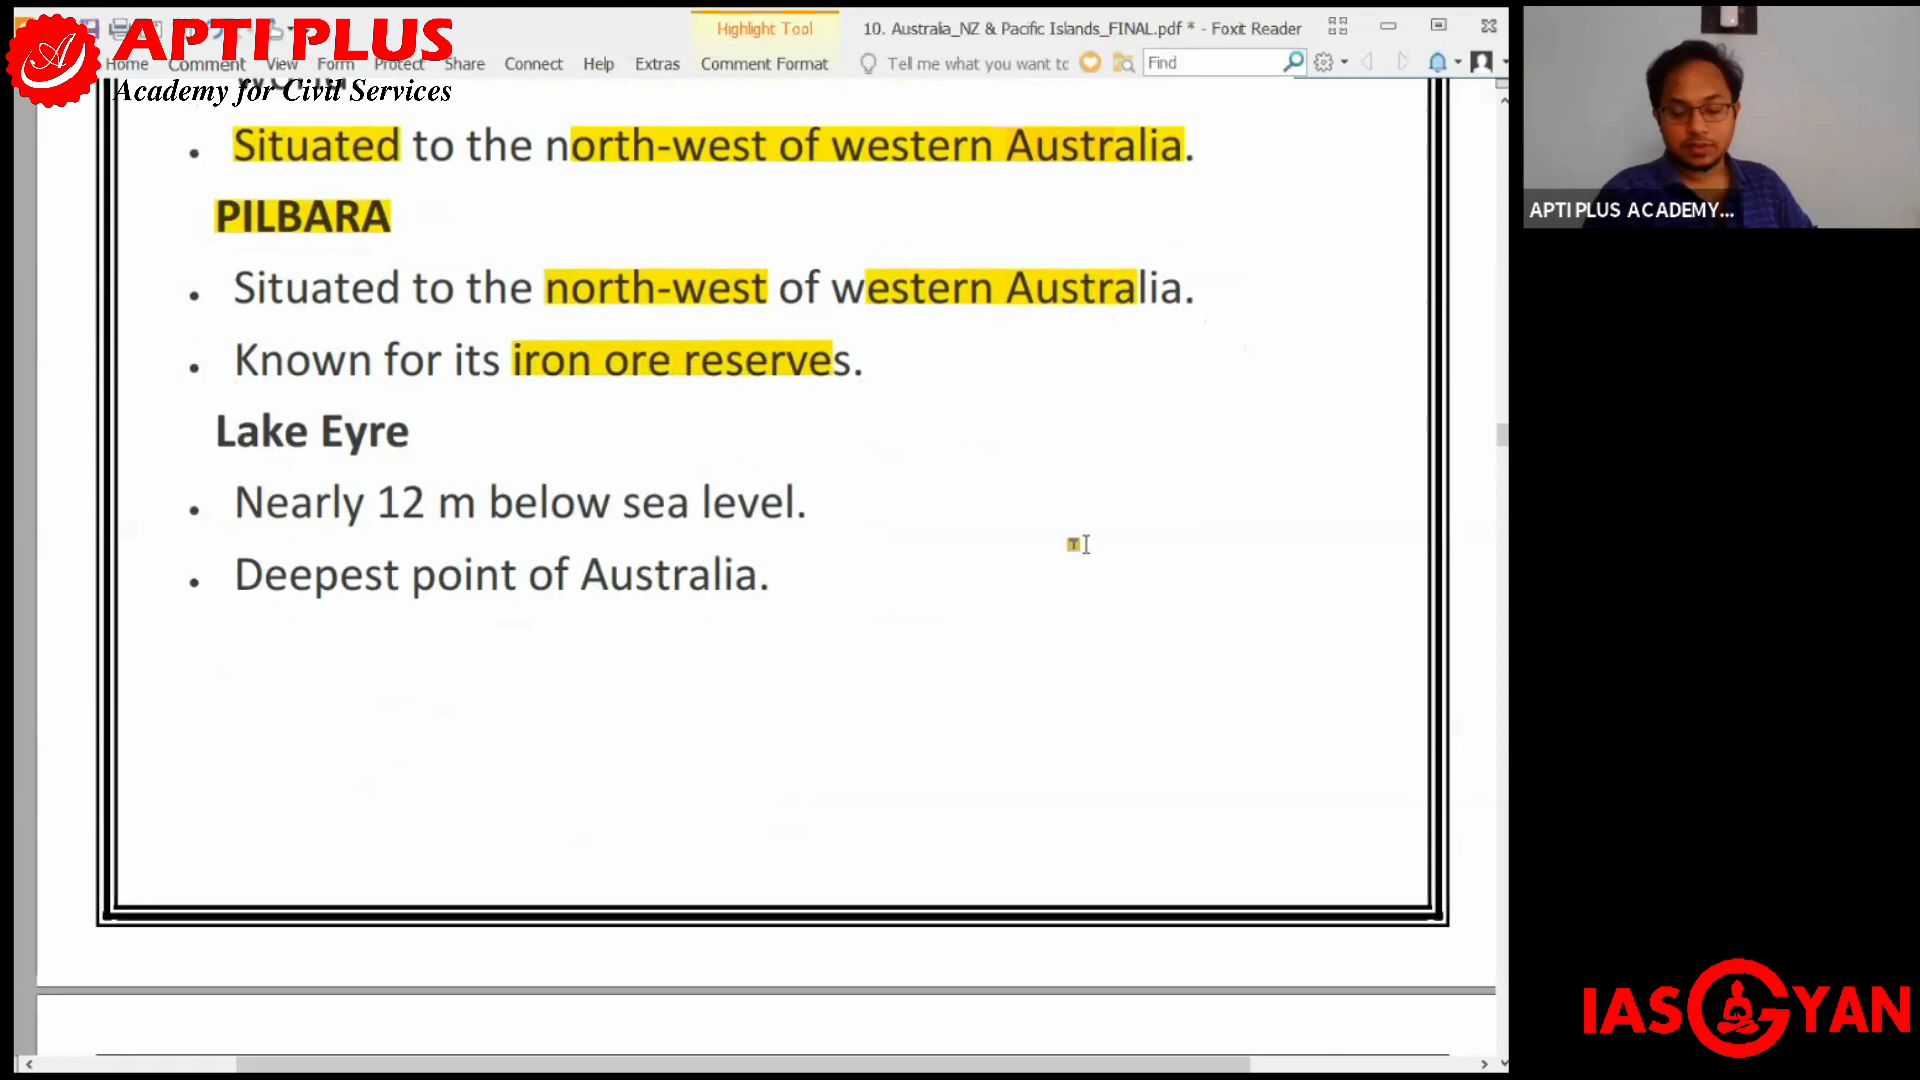 APTI PLUS
Academy for Civil Services
Highlight Tool
10. Australia_NZ & Pacific Islands_FINAL.pdf * - Foxit Reader
Home Comment View Form Protect Share Connect Help Extras Comment Format Tell me what you want to Find
Situated to the north-west of western Australia.
PILBARA
Situated to the north-west of western Australia.
Known for its iron ore reserves.
Lake Eyre
Nearly 12 m below sea level.
Deepest point of Australia.
APTI PLUS ACADEMY...
IAS GYAN